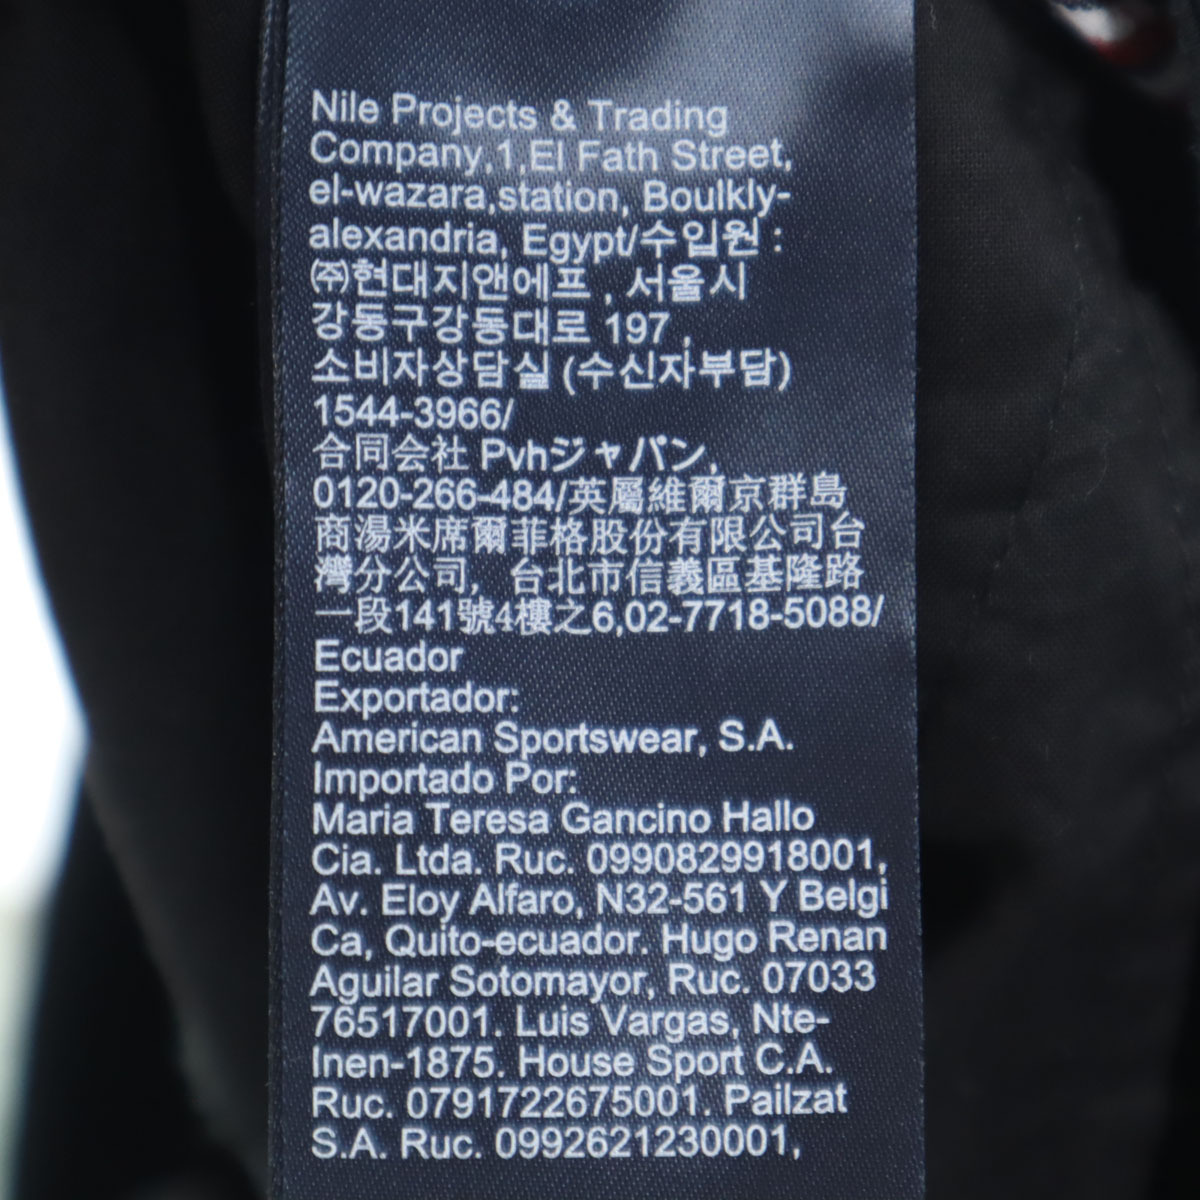 Nile Projects & Trading
Company,1,El Fath Street,
el-wazara,station, Boulkly-
alexandria, Egypt/수입원 :
㈜현대지앤에프 , 서울시
강동구강동대로 197 ,
소비자상담실 (수신자부담)
1544-3966/
合同会社 Pvhジャパン,
0120-266-484/英屬維爾京群島
商湯米席爾菲格股份有限公司台
灣分公司, 台北市信義區基隆路
一段141號4樓之6,02-7718-5088/
Ecuador
Exportador:
American Sportswear, S.A.
Importado Por:
Maria Teresa Gancino Hallo
Cia. Ltda. Ruc. 0990829918001,
Av. Eloy Alfaro, N32-561 Y Belgi
Ca, Quito-ecuador. Hugo Renan
Aguilar Sotomayor, Ruc. 07033
76517001. Luis Vargas, Nte-
Inen-1875. House Sport C.A.
Ruc. 0791722675001. Pailzat
S.A. Ruc. 0992621230001,